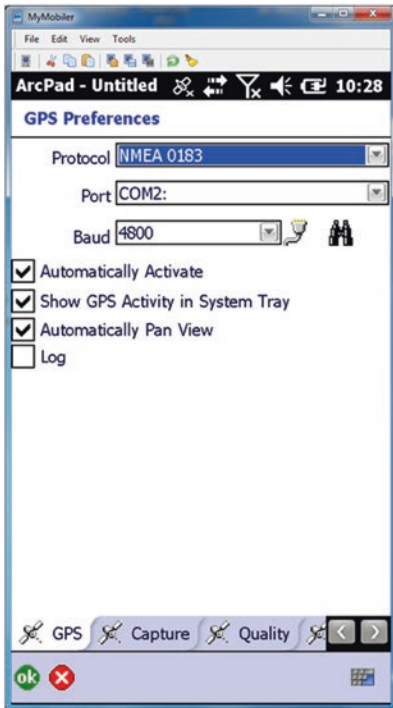 MyMobiler
File Edit View Tools
ArcPad - Untitled 10:28
GPS Preferences
Protocol NMEA 0183
Port COM2:
Baud 4800
Automatically Activate
Show GPS Activity in System Tray
Automatically Pan View
Log
GPS Capture Quality
ok